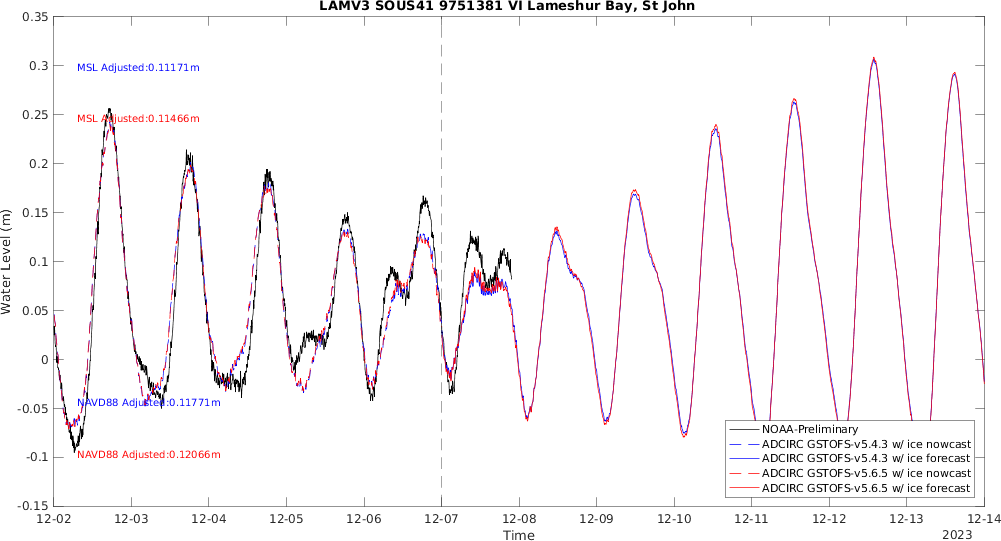 LAMV3 SOUS41 9751381 VI Lameshur Bay, St John
0.35
0.3
0.25
0.2
0.15
0.1
0.05
0
-0.05
-0.1
-0.15
Water Level (m)
MSL Adjusted:0.11171m
MSL Adjusted:0.11466m
NAVD88 Adjusted:0.11771m
NAVD88 Adjusted:0.12066m
NOAA-Preliminary
ADCIRC GSTOFS-v5.4.3 w/ ice nowcast
ADCIRC GSTOFS-v5.4.3 w/ ice forecast
ADCIRC GSTOFS-v5.6.5 w/ ice nowcast
ADCIRC GSTOFS-v5.6.5 w/ ice forecast
12-02 12-03 12-04 12-05 12-06 12-07 12-08 12-09 12-10 12-11 12-12 12-13 12-14
Time
2023